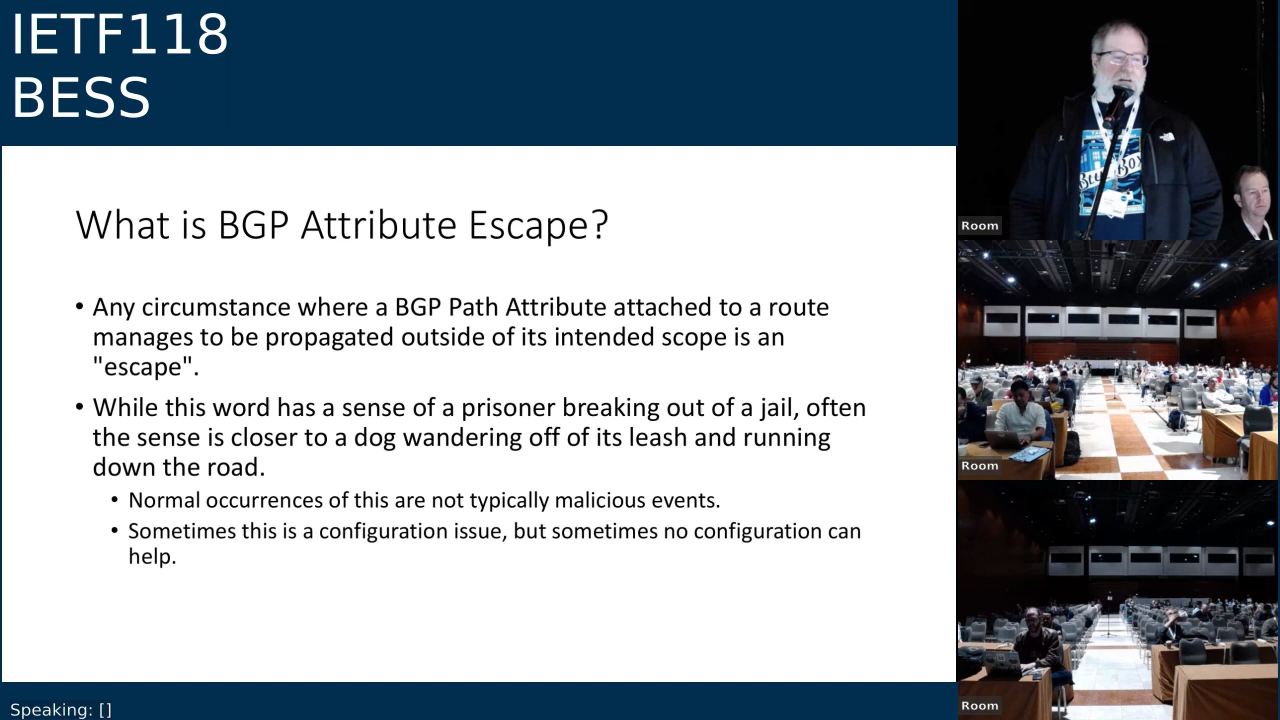 IETF118
BESS
What is BGP Attribute Escape?
• Any circumstance where a BGP Path Attribute attached to a route
manages to be propagated outside of its intended scope is an
"escape".
• While this word has a sense of a prisoner breaking out of a jail, often
the sense is closer to a dog wandering off of its leash and running
down the road.
• Normal occurrences of this are not typically malicious events.
• Sometimes this is a configuration issue, but sometimes no configuration can
help.
Speaking: []
Room
BLUE BOX
Room
Room